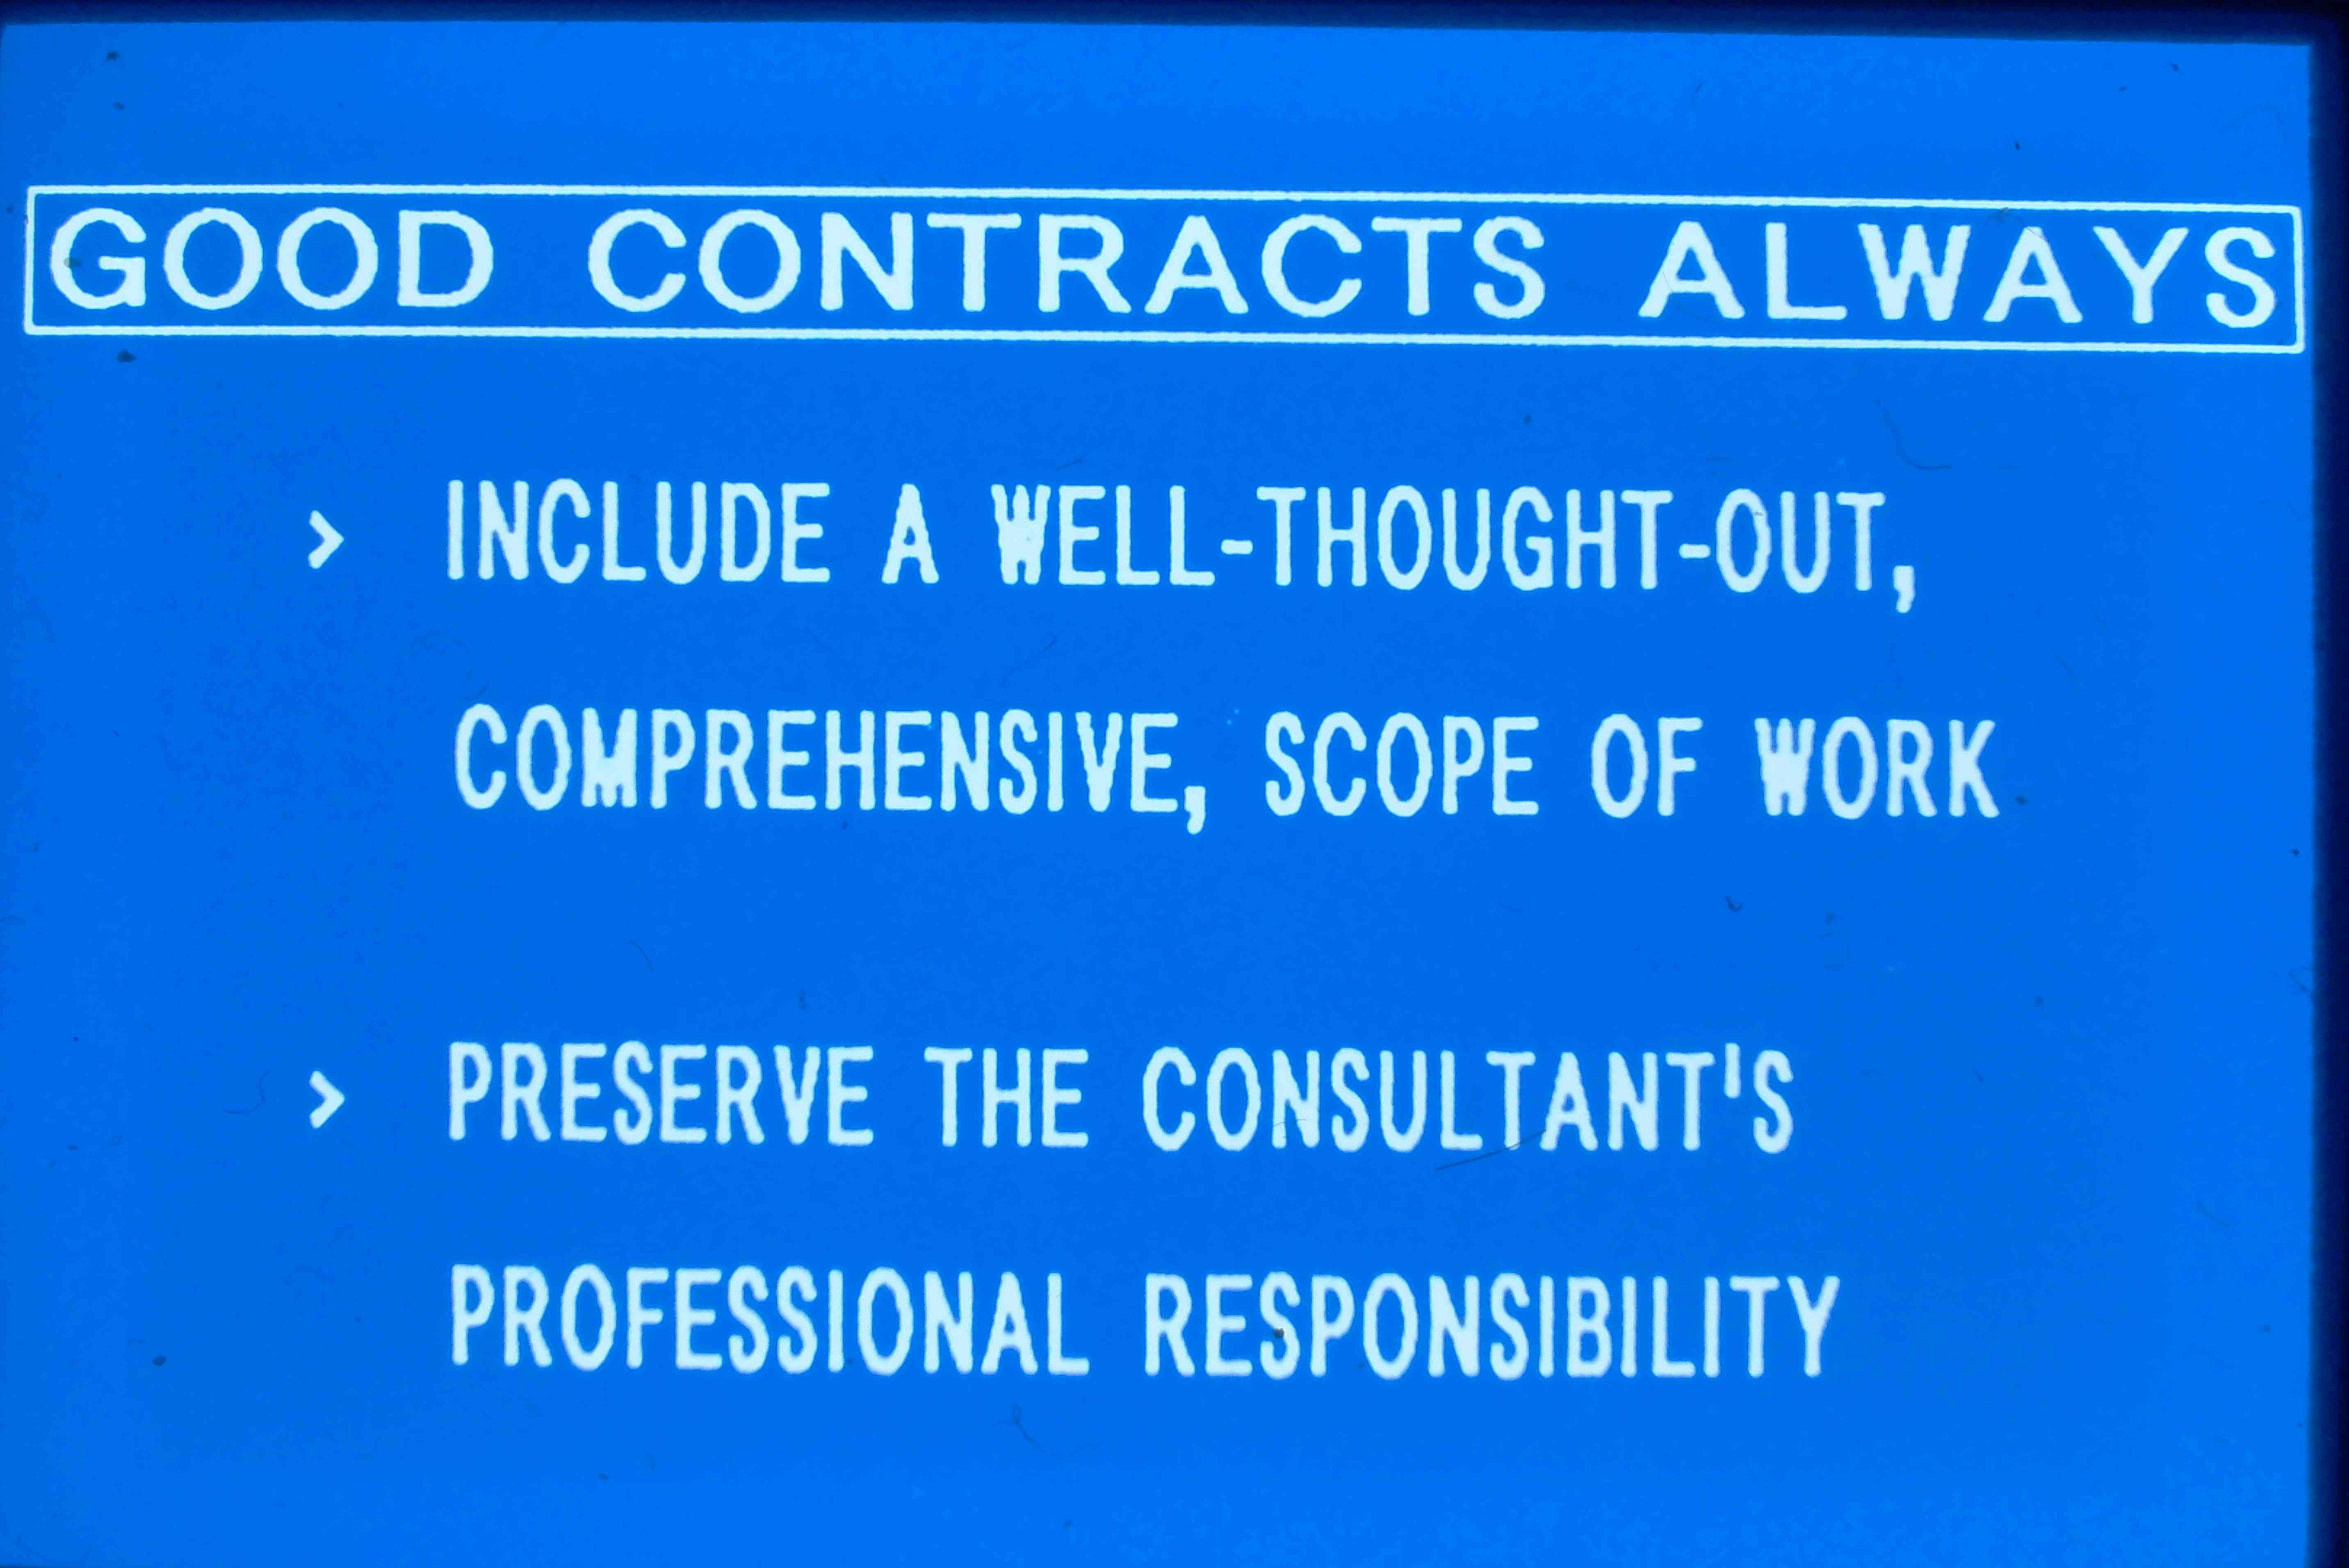 GOOD CONTRACTS ALWAYS
> INCLUDE A WELL-THOUGHT-OUT,
COMPREHENSIVE, SCOPE OF WORK
> PRESERVE THE CONSULTANT'S
PROFESSIONAL RESPONSIBILITY